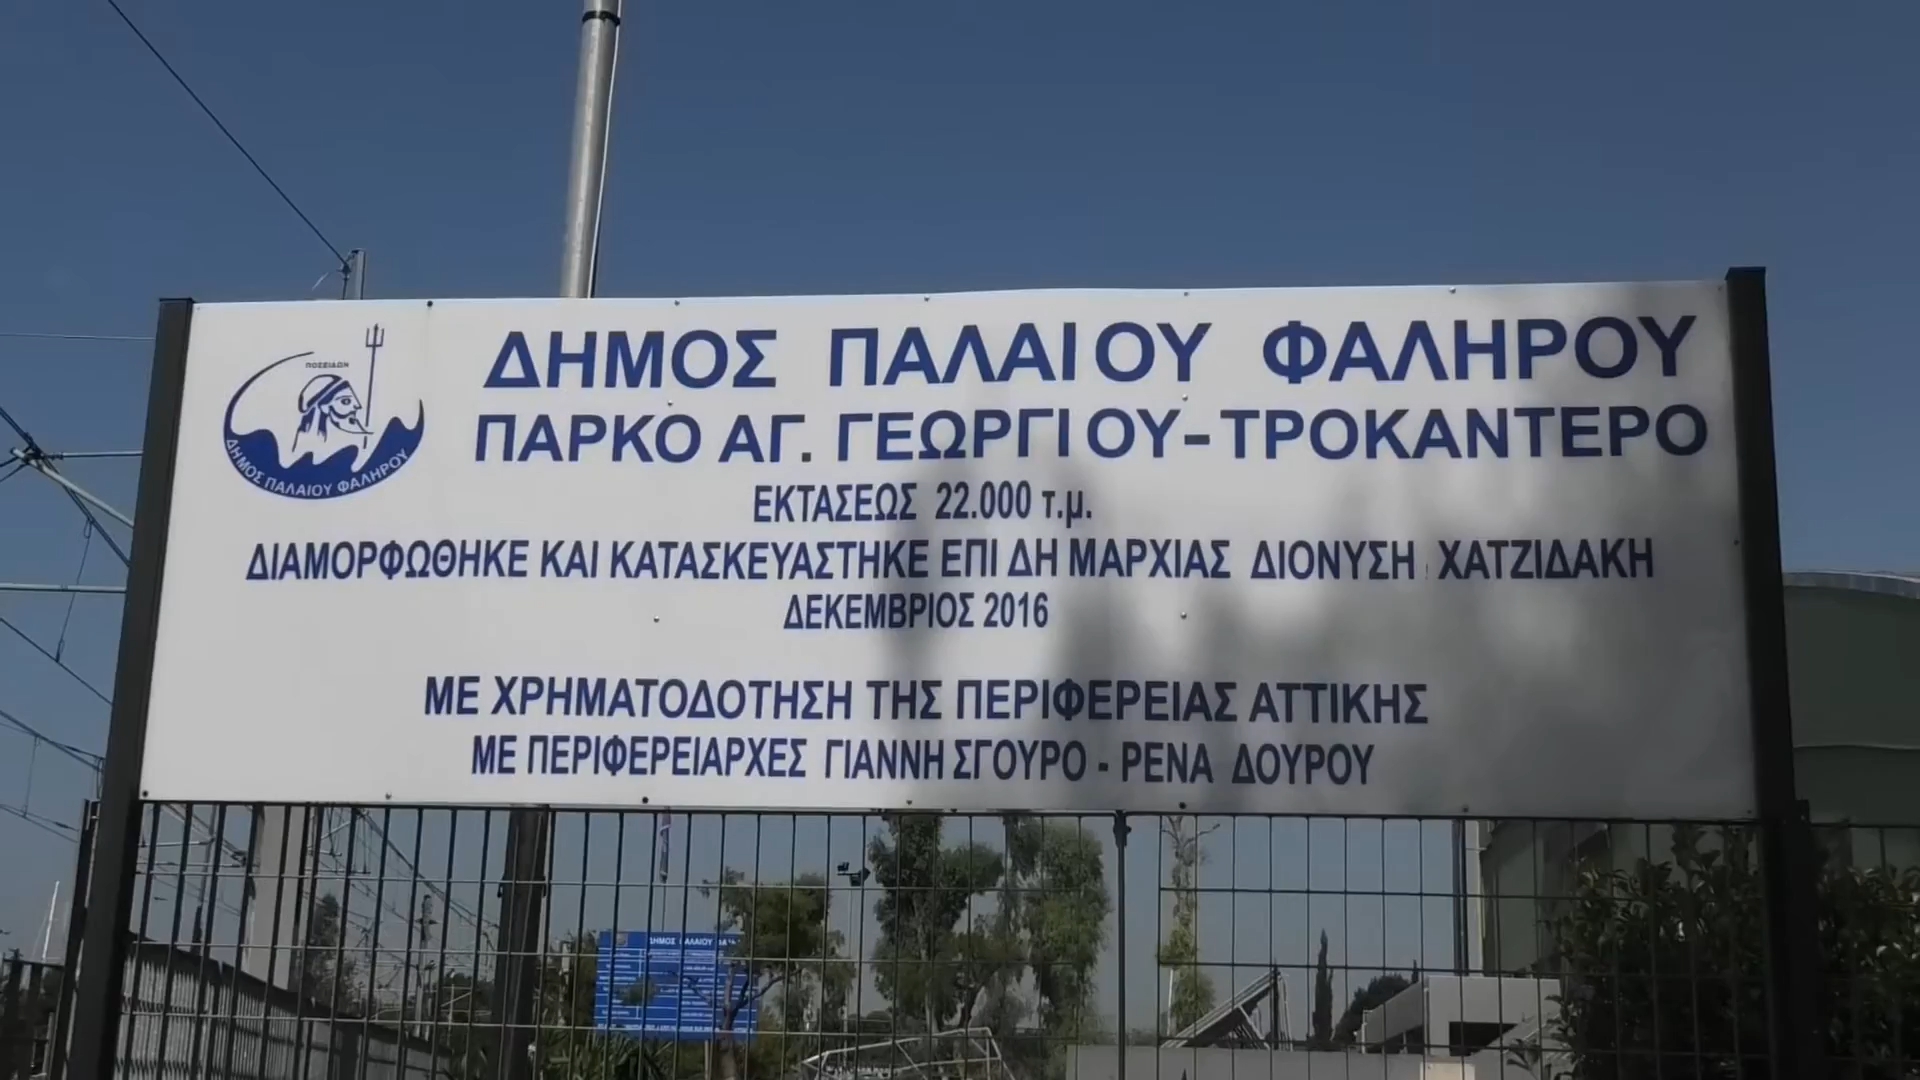 ΔΗΜΟΣ ΠΑΛΑΙΟΥ ΦΑΛΗΡΟΥ
ΠΑΡΚΟ ΑΓ. ΓΕΩΡΓΙΟΥ-ΤΡΟΚΑΝΤΕΡΟ
ΕΚΤΑΣΕΩΣ 22.000 τ.μ.
ΔΙΑΜΟΡΦΩΘΗΚΕ ΚΑΙ ΚΑΤΑΣΚΕΥΑΣΤΗΚΕ ΕΠΙ ΔΗΜΑΡΧΙΑΣ ΔΙΟΝΥΣΗ ΧΑΤΖΙΔΑΚΗ
ΔΕΚΕΜΒΡΙΟΣ 2016
ΜΕ ΧΡΗΜΑΤΟΔΟΤΗΣΗ ΤΗΣ ΠΕΡΙΦΕΡΕΙΑΣ ΑΤΤΙΚΗΣ
ΜΕ ΠΕΡΙΦΕΡΕΙΑΡΧΕΣ ΓΙΑΝΝΗ ΣΓΟΥΡΟ - ΡΕΝΑ ΔΟΥΡΟΥ
ΠΟΣΕΙΔΩΝ
ΔΗΜΟΣ ΠΑΛΑΙΟΥ ΦΑΛΗΡΟΥ
ΔΗΜΟΣ ΠΑΛΑΙΟΥ